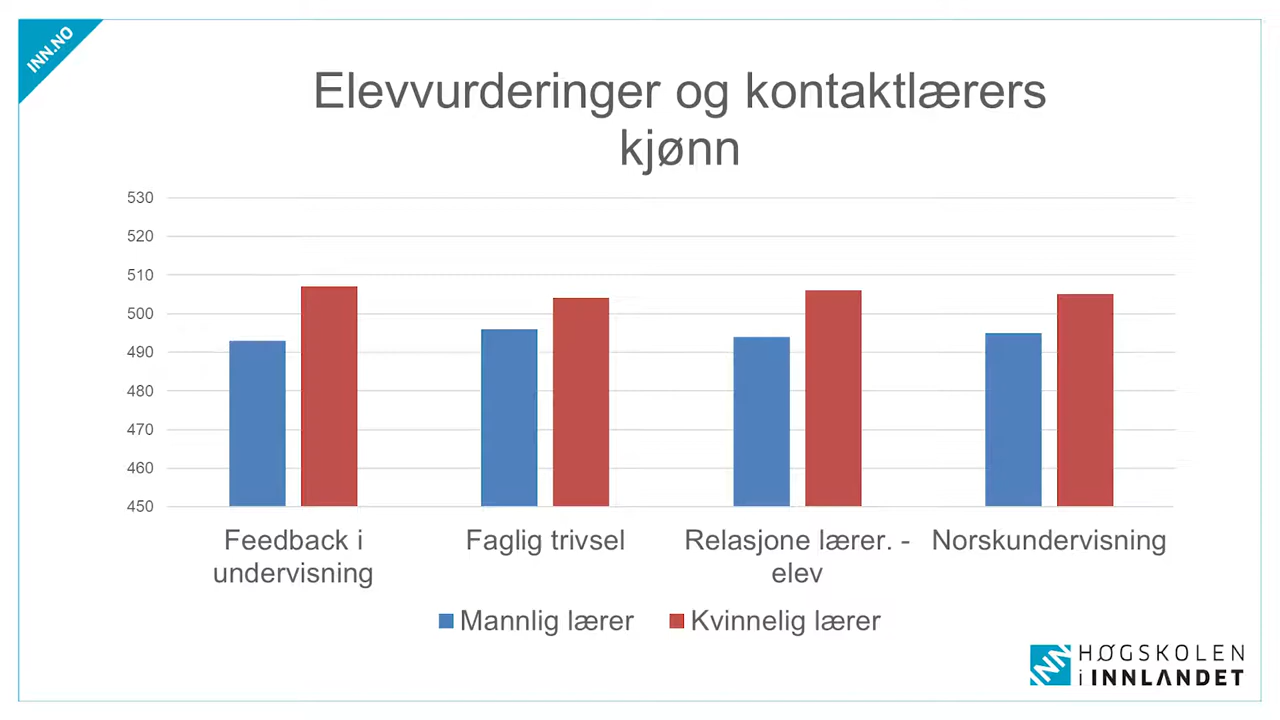 INN.NO
Elevvurderinger og kontaktlærers
kjønn
530
520
510
500
490
480
470
460
450
Feedback i
undervisning
Faglig trivsel
Relasjone lærer. -
elev
Norskundervisning
Mannlig lærer
Kvinnelig lærer
INN
HØGSKOLEN
i INNLANDET